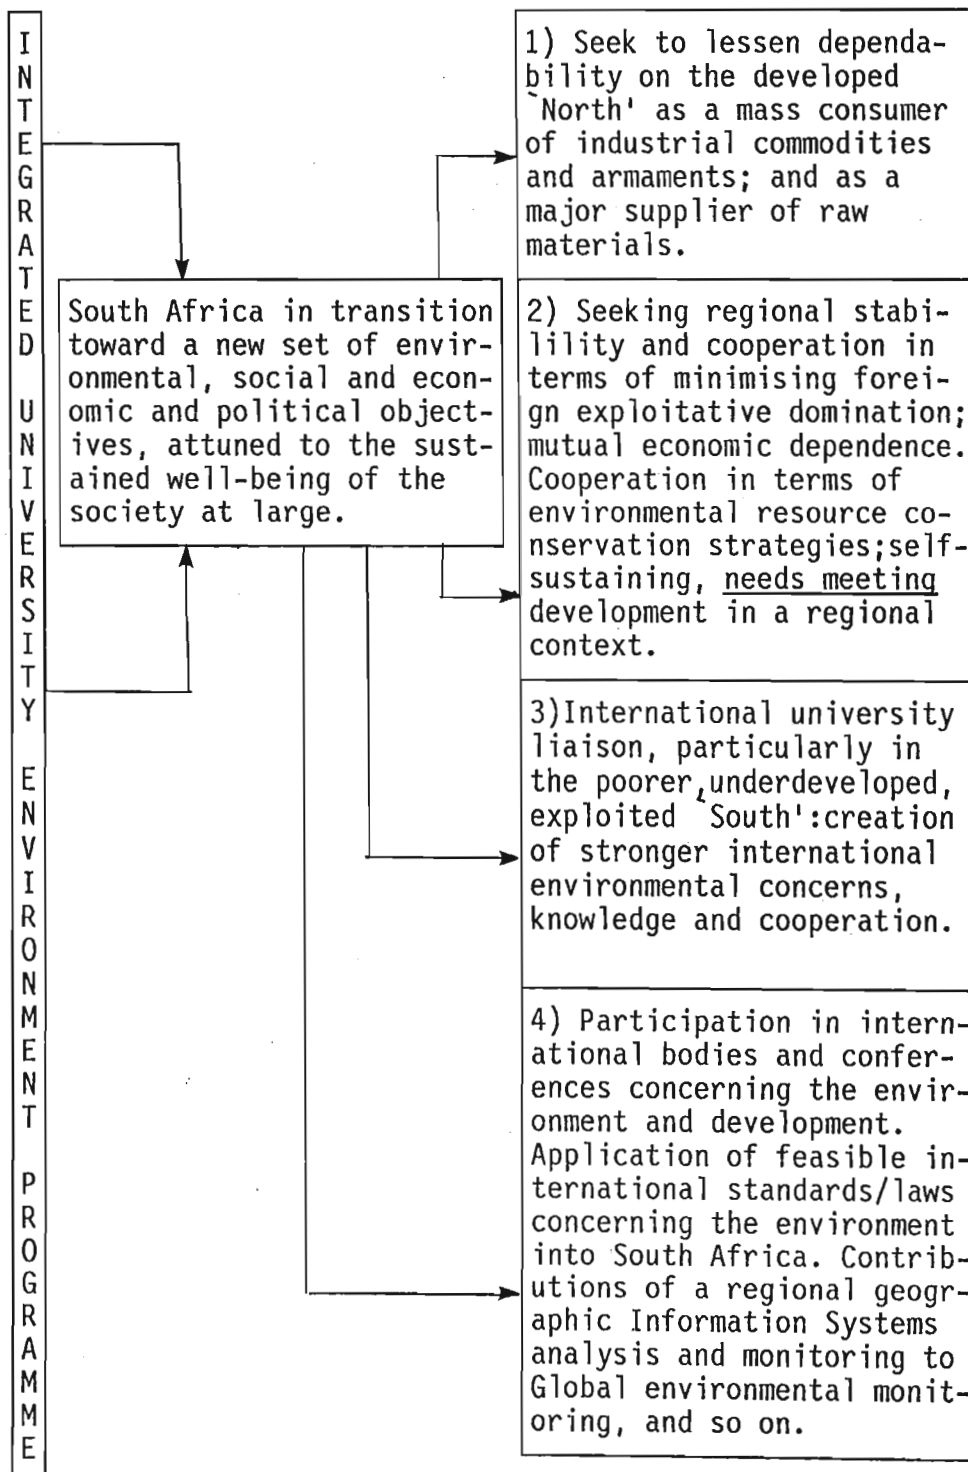 INTEGRATED UNIVERSITY ENVIRONMENT PROGRAMME
South Africa in transition
toward a new set of envir-
onmental, social and econ-
omic and political object-
ives, attuned to the sust-
ained well-being of the
society at large.
1) Seek to lessen dependa-
bility on the developed
`North' as a mass consumer
of industrial commodities
and armaments; and as a
major supplier of raw
materials.
2) Seeking regional stabi-
lility and cooperation in
terms of minimising forei-
gn exploitative domination;
mutual economic dependence.
Cooperation in terms of
environmental resource co-
nservation strategies;self-
sustaining, needs meeting
development in a regional
context.
3)International university
liaison, particularly in
the poorer,underdeveloped,
exploited `South':creation
of stronger international
environmental concerns,
knowledge and cooperation.
4) Participation in intern-
ational bodies and confer-
ences concerning the envir-
onment and development.
Application of feasible in-
ternational standards/laws
concerning the environment
into South Africa. Contrib-
utions of a regional geogr-
aphic Information Systems
analysis and monitoring to
Global environmental monit-
oring, and so on.